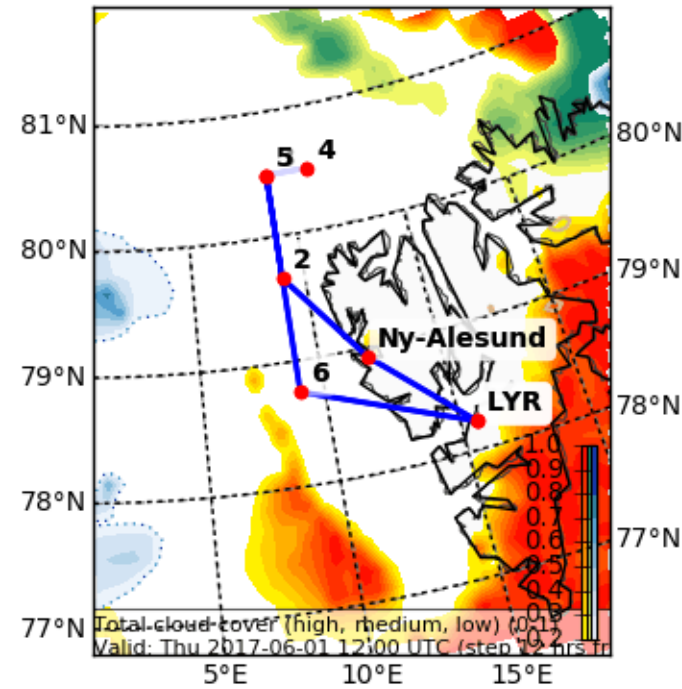 81°N
80°N
5
4
80°N
2
79°N
Ny-Alesund
79°N
6
LYR
78°N
1.0
0.9
0.8
0.7
78°N
77°N
0.6
0.5
0.4
0.3
77°N
Total cloud cover (high, medium, low) (0,1)
0.2
Valid: Thu 2017-06-01 12:00 UTC (step 12 hrs fr
5°E
10°E
15°E